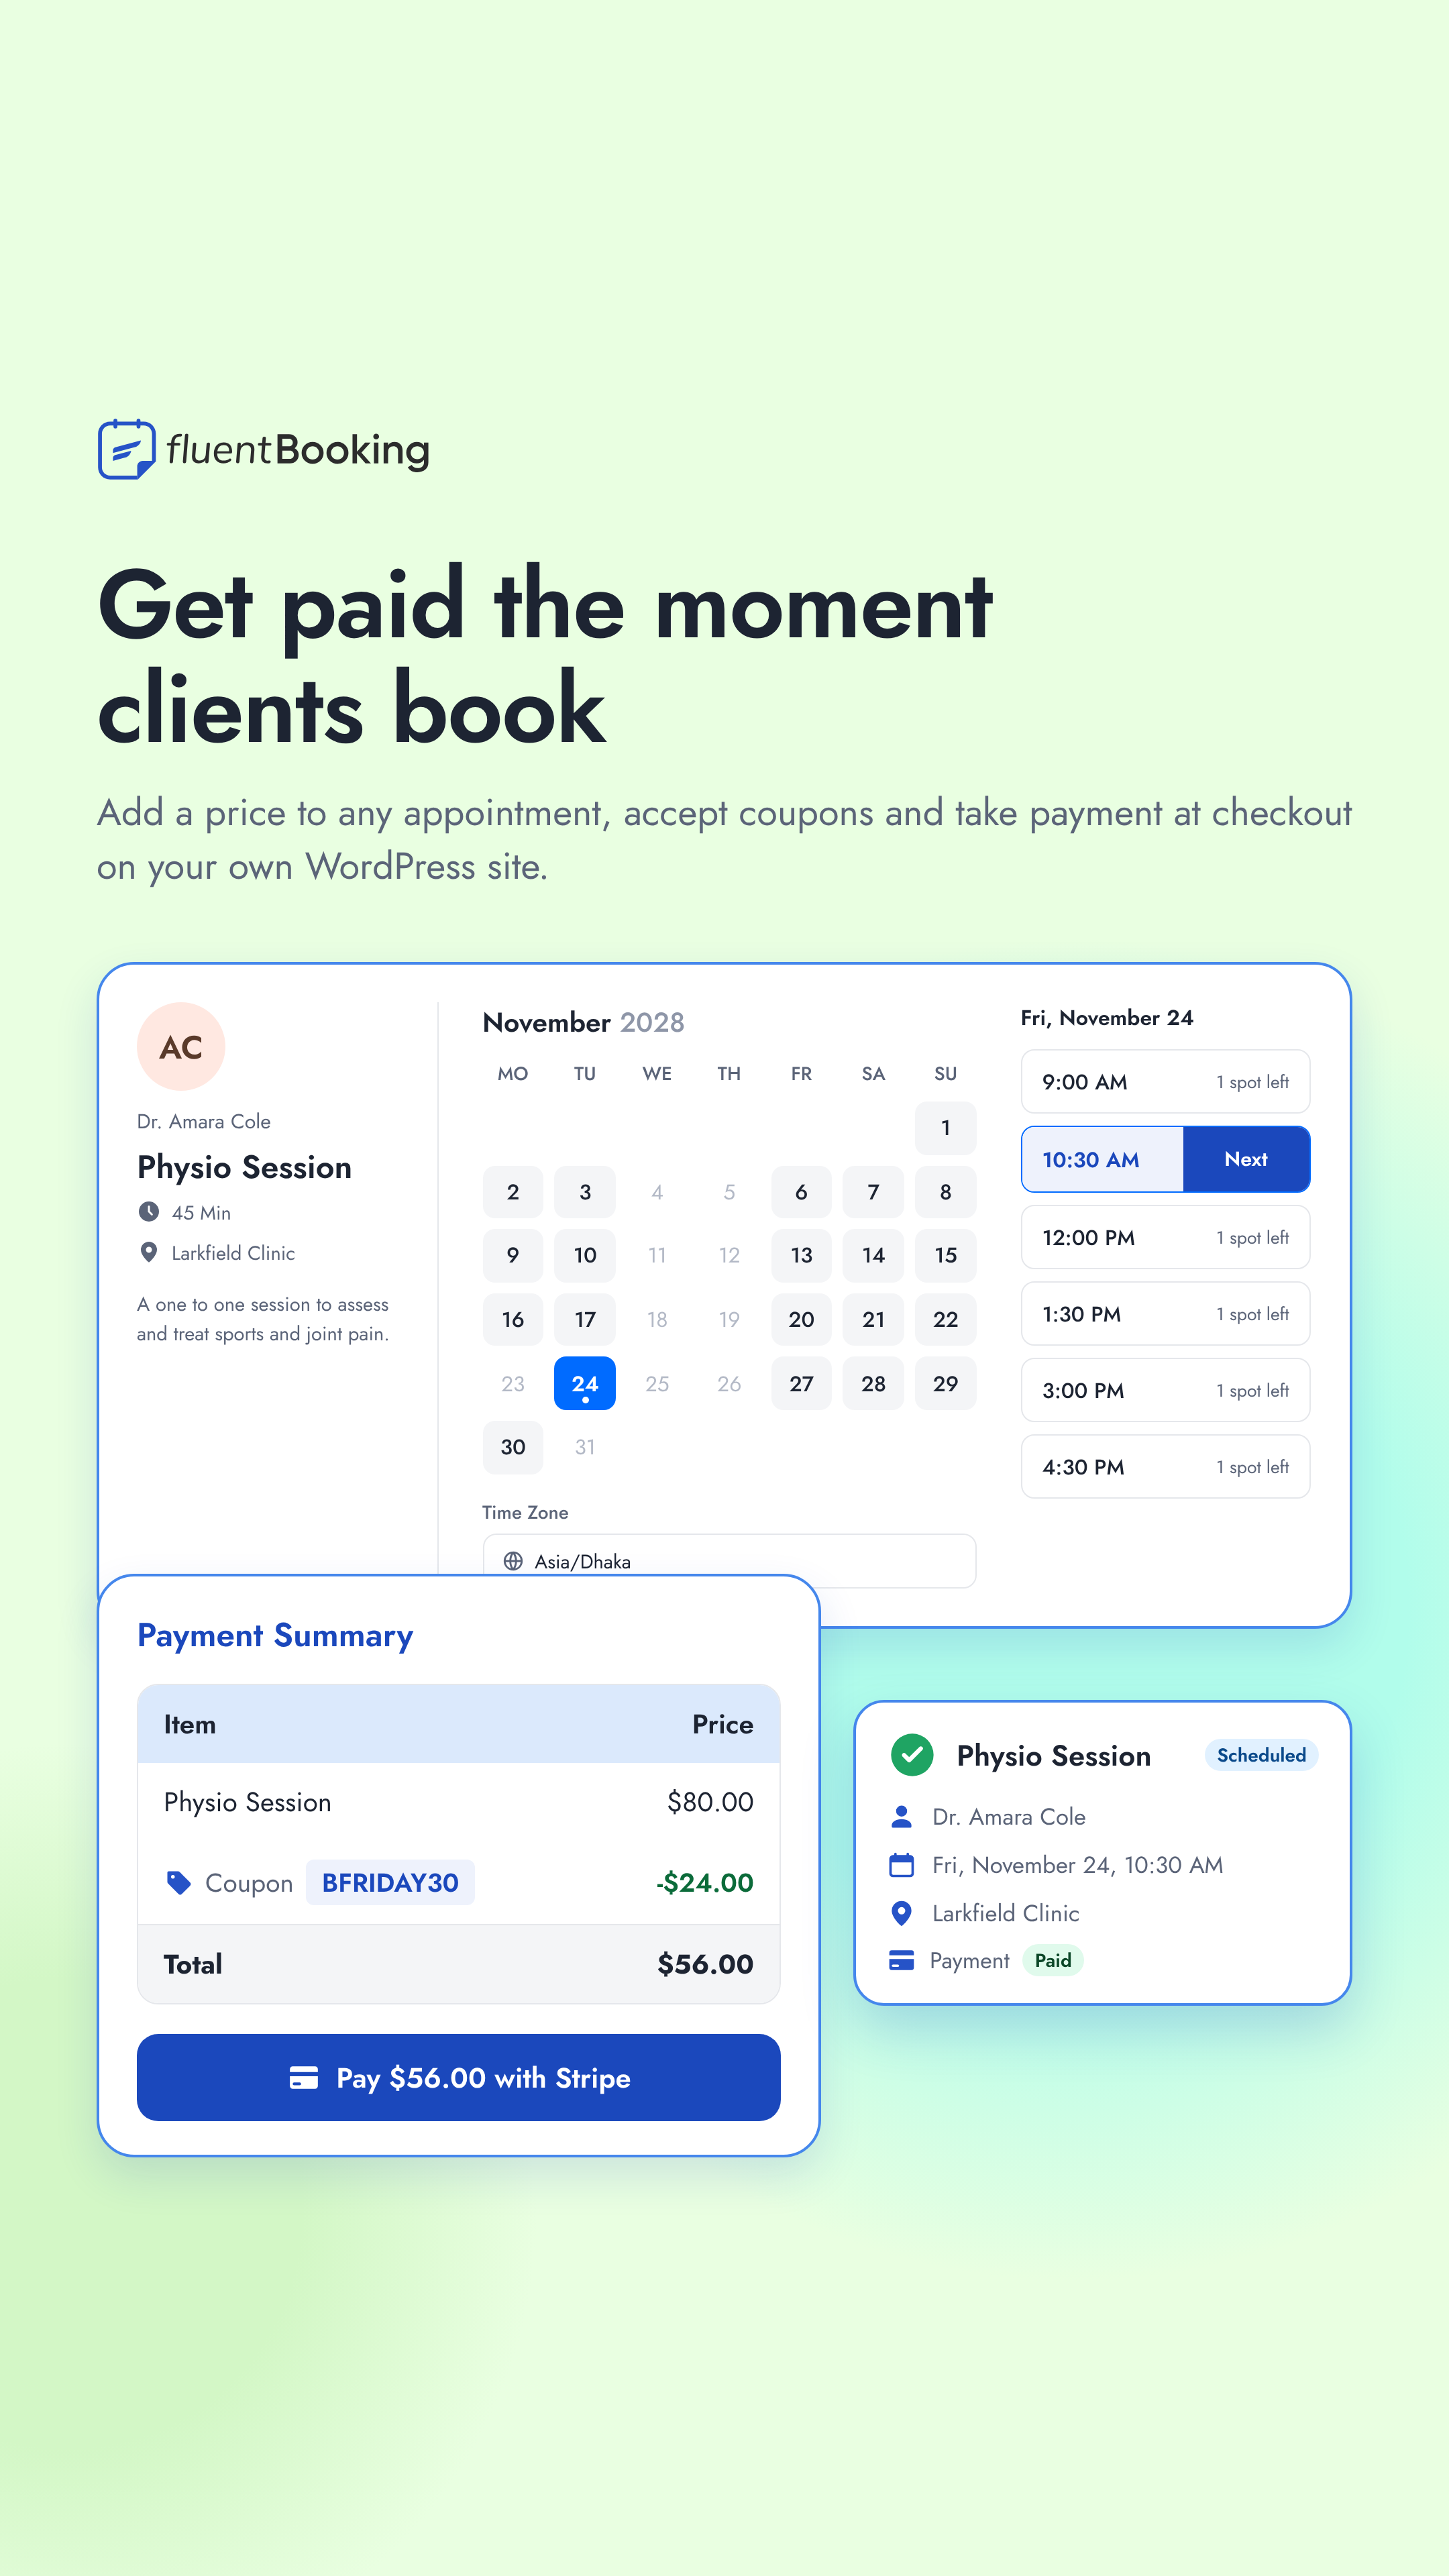 fluentBooking
Get paid the moment
clients book
Add a price to any appointment, accept coupons and take payment at checkout
on your own WordPress site.
AC
Dr. Amara Cole
Physio Session
45 Min
Larkfield Clinic
A one to one session to assess
and treat sports and joint pain.
November 2028
MO TU WE TH FR SA SU
1
2 3 4 5 6 7 8
9 10 11 12 13 14 15
16 17 18 19 20 21 22
23 24 25 26 27 28 29
30 31
Time Zone
Asia/Dhaka
Fri, November 24
9:00 AM 1 spot left
10:30 AM Next
12:00 PM 1 spot left
1:30 PM 1 spot left
3:00 PM 1 spot left
4:30 PM 1 spot left
Payment Summary
Item Price
Physio Session $80.00
Coupon BFRIDAY30 -$24.00
Total $56.00
Pay $56.00 with Stripe
Physio Session Scheduled
Dr. Amara Cole
Fri, November 24, 10:30 AM
Larkfield Clinic
Payment Paid